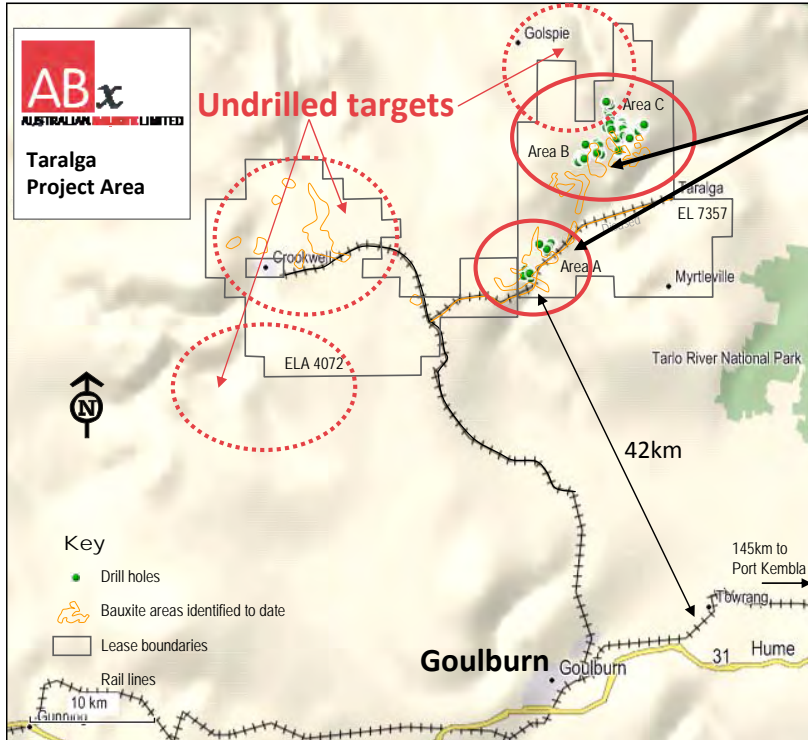 ABx
AUSTRALIAN BAUXITE LIMITED
Taralga
Project Area
Undrilled targets
Golspie
Area C
Area B
Taralga
EL 7357
Area A
Myrtleville
Crookwell
ELA 4072
Tarlo River National Park
N
42km
145km to
Port Kembla
Towrang
Key
Drill holes
Bauxite areas identified to date
Lease boundaries
Rail lines
10 km
Gunning
Goulburn
Goulburn
31
Hume